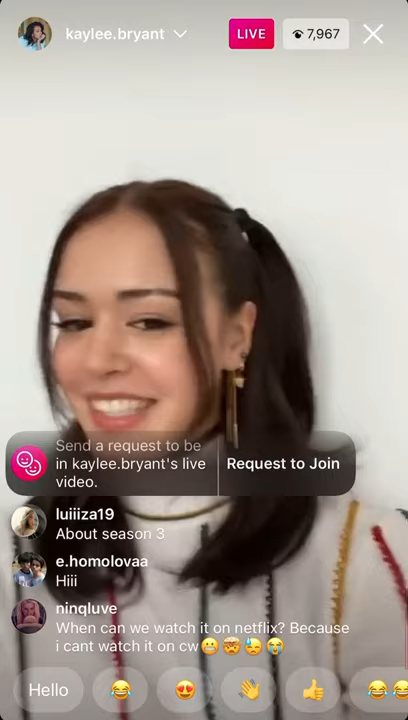 kaylee.bryant
LIVE
7,967
Send a request to be
in kaylee.bryant's live
video.
Request to Join
luiiiza19
About season 3
e.homolovaa
Hiii
ninqluve
When can we watch it on netflix? Because
i cant watch it on cw😬🤯😓😭
Hello 😂 😍 👋 👍 😂😂